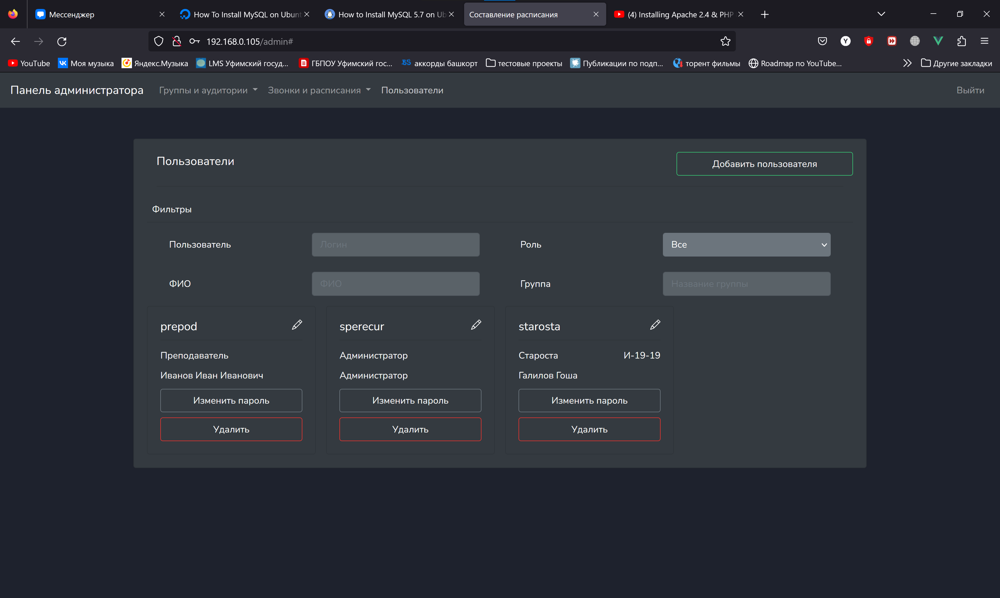 Мессенджер
How To Install MySQL on Ubunt
How to Install MySQL 5.7 on Ub
Составление расписания
(4) Installing Apache 2.4 & PHP
192.168.0.105/admin#
YouTube
Моя музыка
Яндекс.Музыка
LMS Уфимский госуд...
ГБПОУ Уфимский гос...
аккорды башкорт
тестовые проекты
Публикации по подп...
торент фильмы
Roadmap по YouTube...
Другие закладки
Панель администратора
Группы и аудитории
Звонки и расписания
Пользователи
Выйти
Пользователи
Добавить пользователя
Фильтры
Пользователь
Логин
Роль
Все
ФИО
ФИО
Группа
Название группы
prepod
Преподаватель
Иванов Иван Иванович
Изменить пароль
Удалить
sperecur
Администратор
Администратор
Изменить пароль
Удалить
starosta
Староста И-19-19
Галилов Гоша
Изменить пароль
Удалить